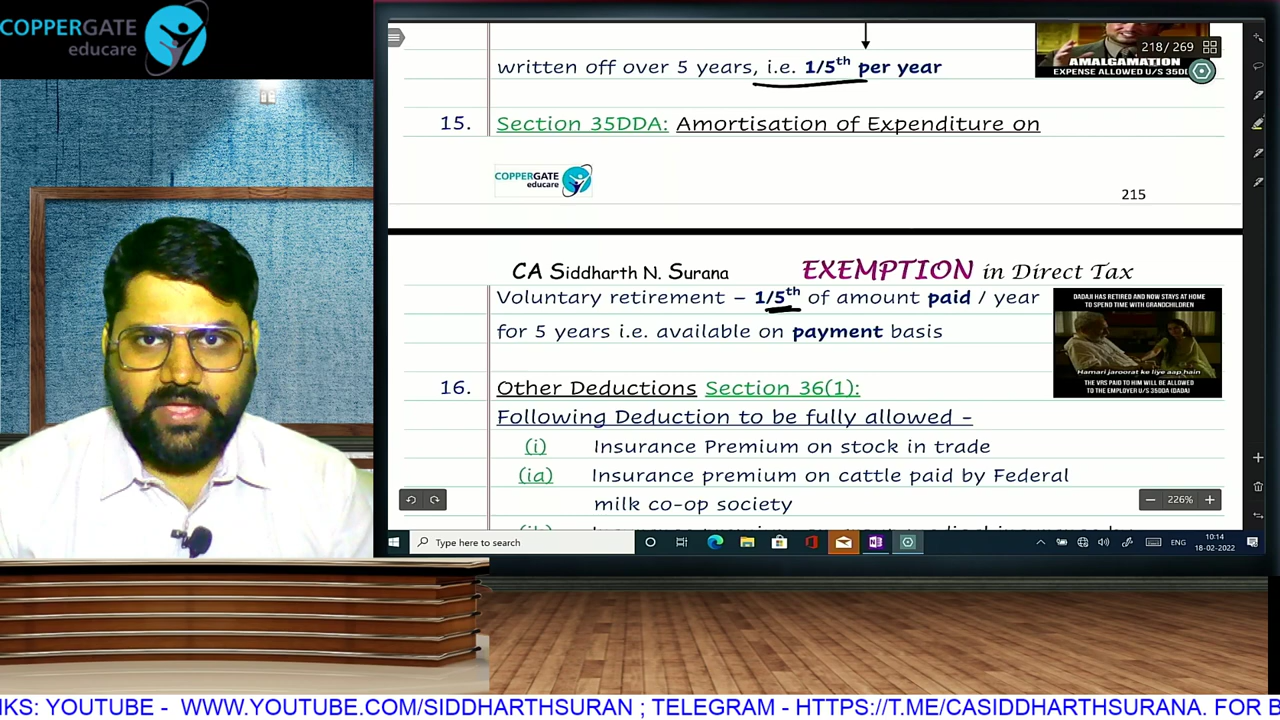 COPPERGATE
educare
218 / 269
AMALGAMATION
EXPENSE ALLOWED U/S 35D
written off over 5 years, i.e. 1/5th per year
15. Section 35DDA: Amortisation of Expenditure on
COPPERGATE
educare
215
CA Siddharth N. Surana EXEMPTION in Direct Tax
Voluntary retirement – 1/5th of amount paid / year
for 5 years i.e. available on payment basis
DADAJI HAS RETIRED AND NOW STAYS AT HOME
TO SPEND TIME WITH GRANDCHILDREN
Hamari jaroorat ke liye aap hain
THE VRS PAID TO HIM WILL BE ALLOWED
TO THE EMPLOYER U/S 35DDA (DADA)
16. Other Deductions Section 36(1):
Following Deduction to be fully allowed –
(i) Insurance Premium on stock in trade
(ia) Insurance premium on cattle paid by Federal
milk co-op society
226%
Type here to search
ENG
10:14
18-02-2022
NKS: YOUTUBE - WWW.YOUTUBE.COM/SIDDHARTHSURAN ; TELEGRAM - HTTPS://T.ME/CASIDDHARTHSURANA. FOR B